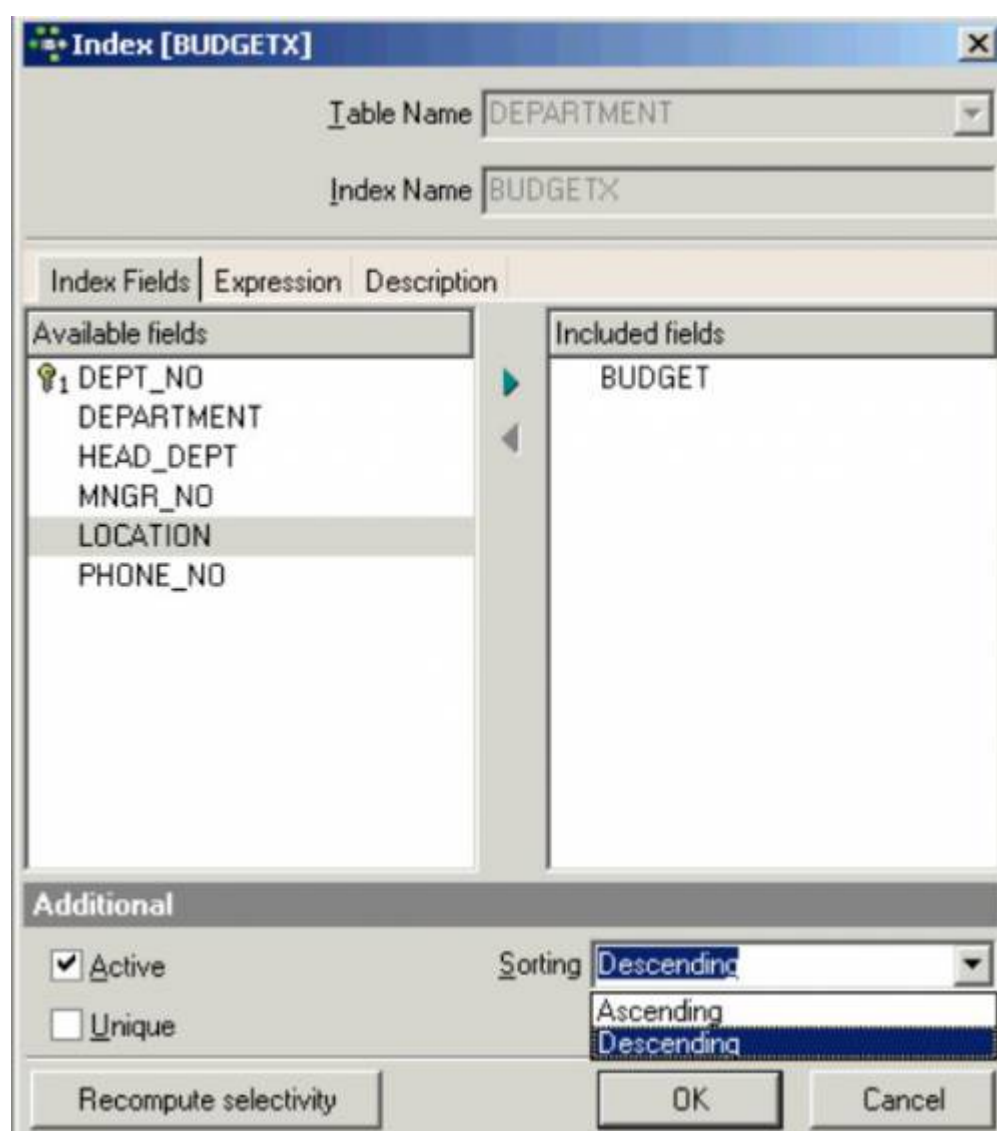 Index [BUDGETX]
Table Name DEPARTMENT
Index Name BUDGETX
Index Fields Expression Description
Available fields
1 DEPT_NO
DEPARTMENT
HEAD_DEPT
MNGR_NO
LOCATION
PHONE_NO
Included fields
BUDGET
Additional
Active
Unique
Sorting Descending
Ascending
Descending
Recompute selectivity
OK
Cancel